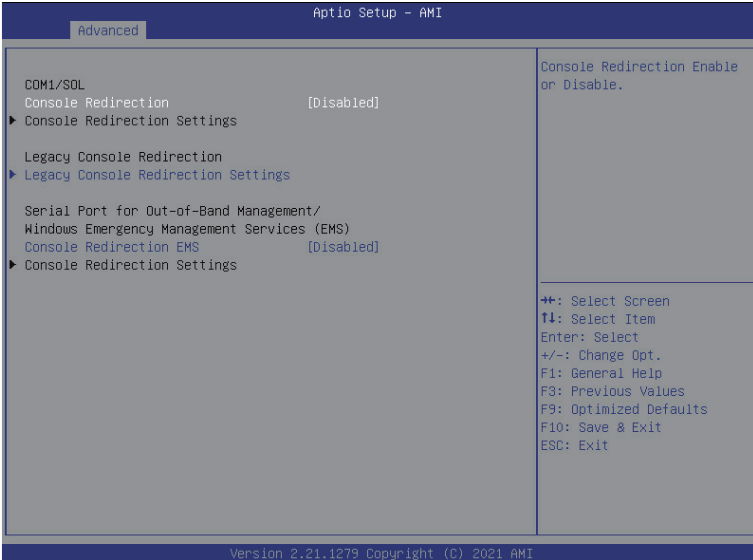 Aptio Setup – AMI
Advanced
COM1/SOL
Console Redirection [Disabled]
Console Redirection Settings
Legacy Console Redirection
Legacy Console Redirection Settings
Serial Port for Out-of-Band Management/
Windows Emergency Management Services (EMS)
Console Redirection EMS [Disabled]
Console Redirection Settings
Console Redirection Enable
or Disable.
→←: Select Screen
↑↓: Select Item
Enter: Select
+/-: Change Opt.
F1: General Help
F3: Previous Values
F9: Optimized Defaults
F10: Save & Exit
ESC: Exit
Version 2.21.1279 Copyright (C) 2021 AMI